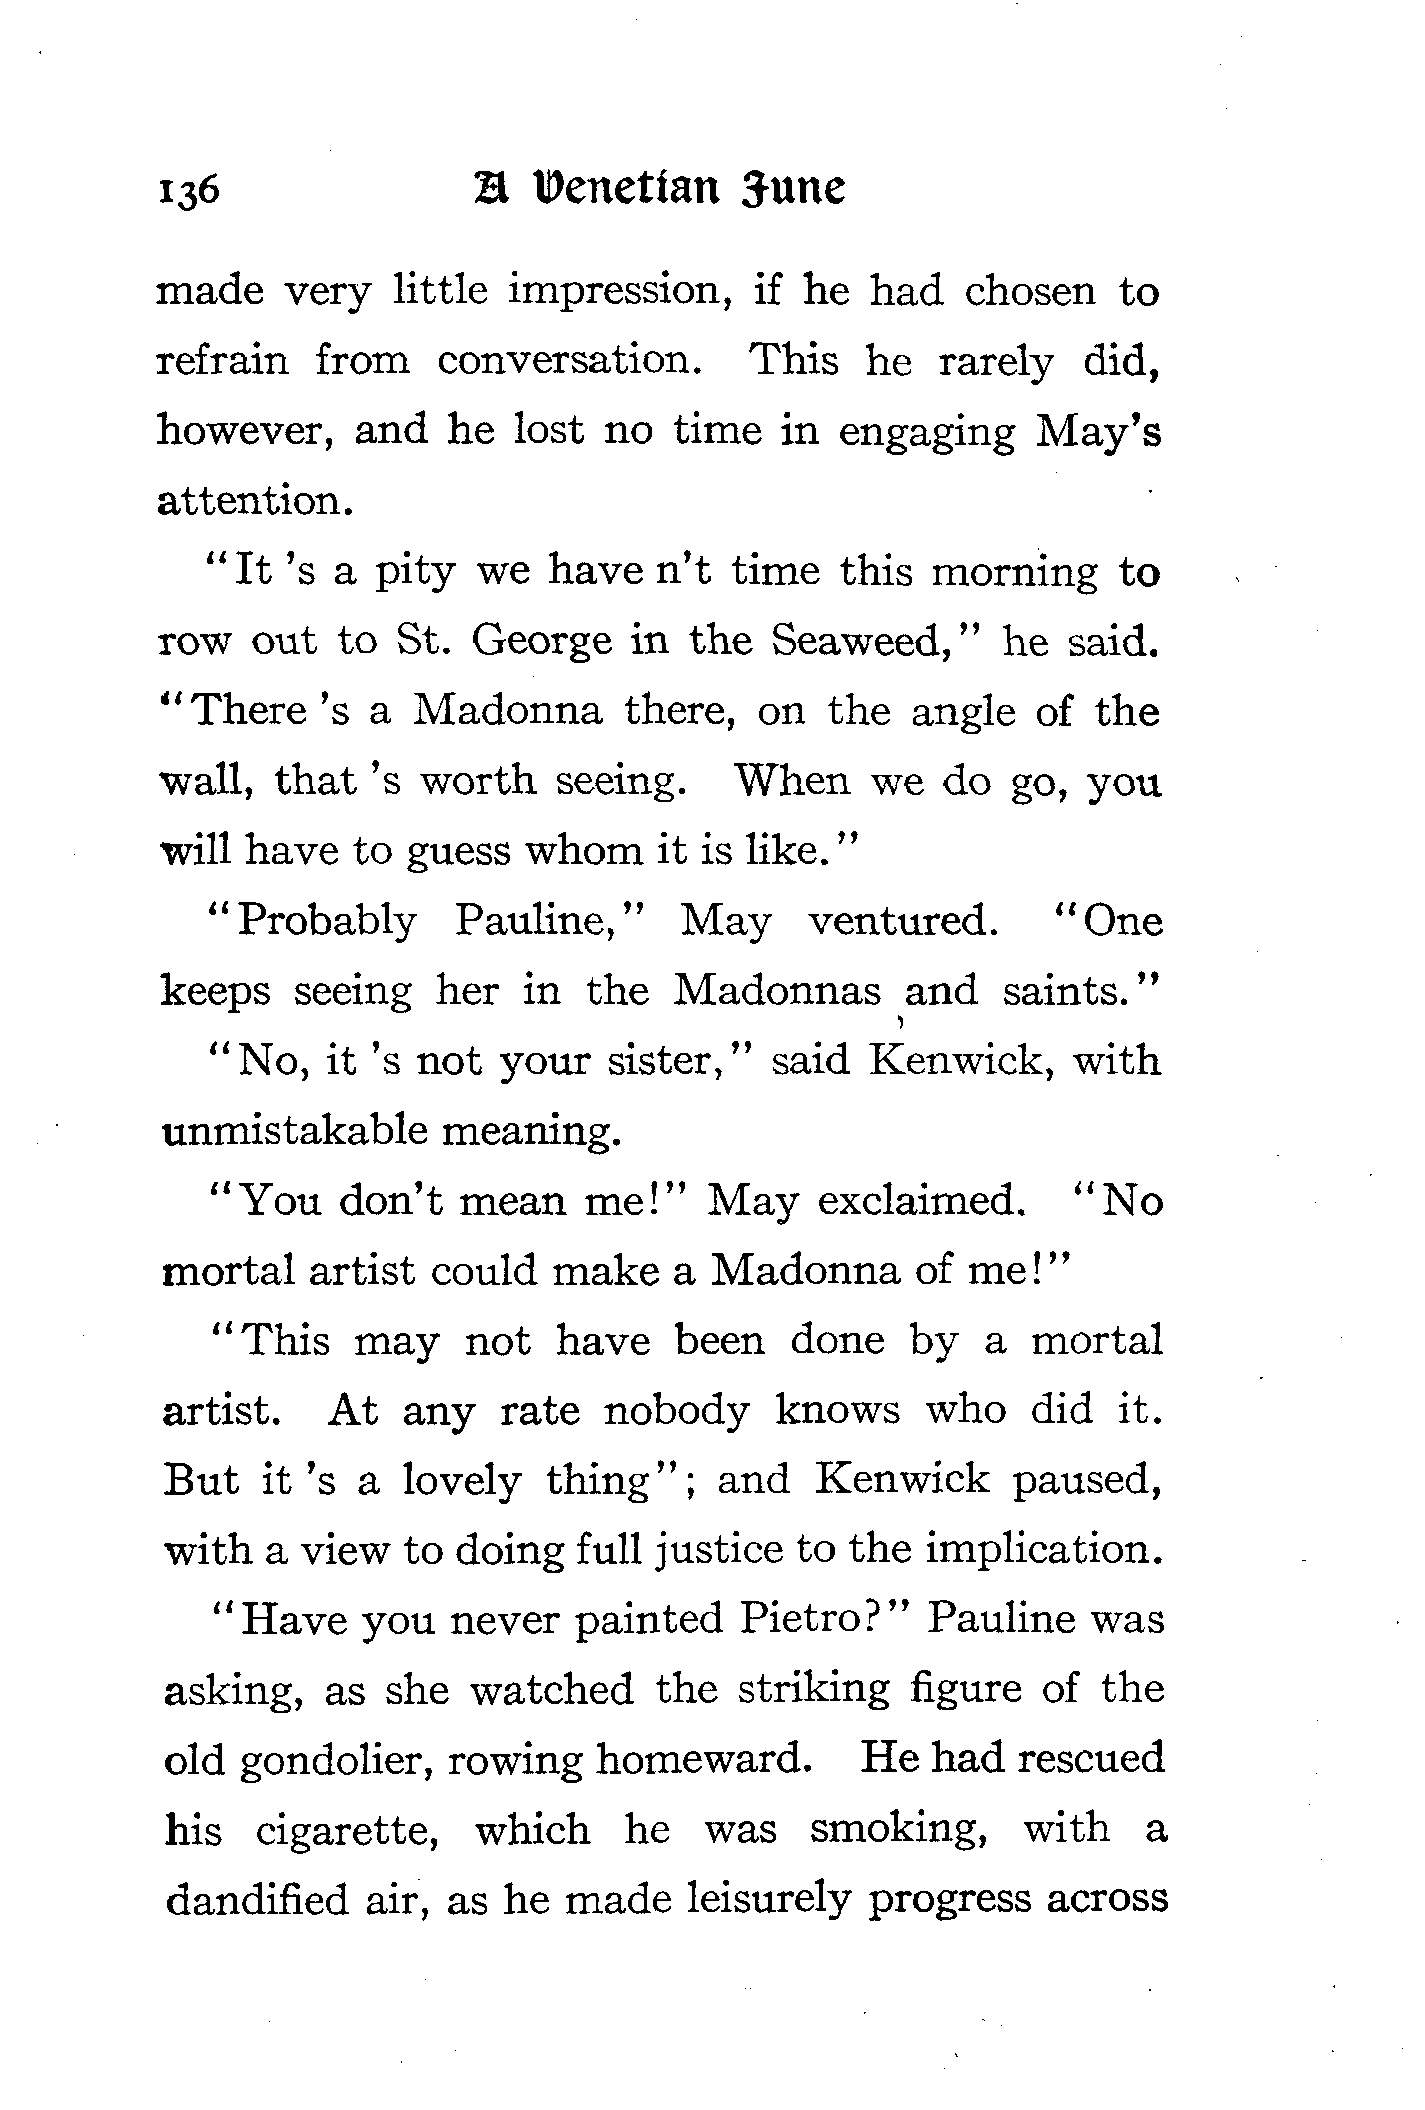 136 A Venetian June
made very little impression, if he had chosen to
refrain from conversation. This he rarely did,
however, and he lost no time in engaging May's
attention.
"It 's a pity we have n't time this morning to
row out to St. George in the Seaweed," he said.
"There 's a Madonna there, on the angle of the
wall, that 's worth seeing. When we do go, you
will have to guess whom it is like."
"Probably Pauline," May ventured. "One
keeps seeing her in the Madonnas and saints."
"No, it 's not your sister," said Kenwick, with
unmistakable meaning.
"You don't mean me!" May exclaimed. "No
mortal artist could make a Madonna of me!"
"This may not have been done by a mortal
artist. At any rate nobody knows who did it.
But it 's a lovely thing"; and Kenwick paused,
with a view to doing full justice to the implication.
"Have you never painted Pietro?" Pauline was
asking, as she watched the striking figure of the
old gondolier, rowing homeward. He had rescued
his cigarette, which he was smoking, with a
dandified air, as he made leisurely progress across